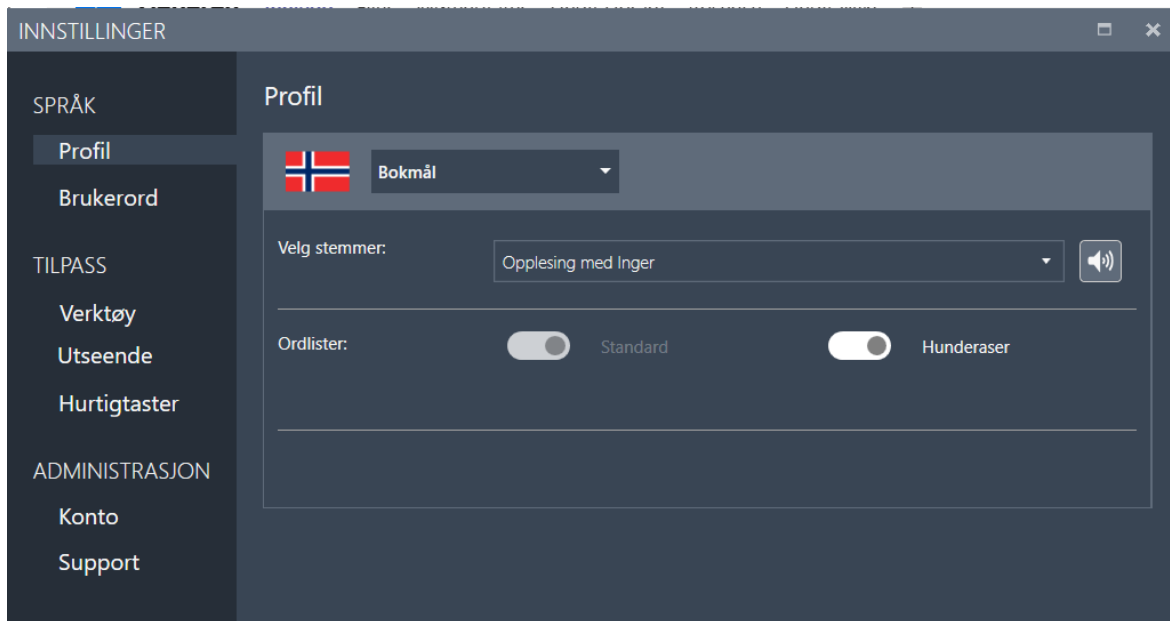 INNSTILLINGER
SPRÅK
Profil
Brukerord
TILPASS
Verktøy
Utseende
Hurtigtaster
ADMINISTRASJON
Konto
Support
Profil
Bokmål
Velg stemmer:
Opplesing med Inger
Ordlister:
Standard
Hunderaser